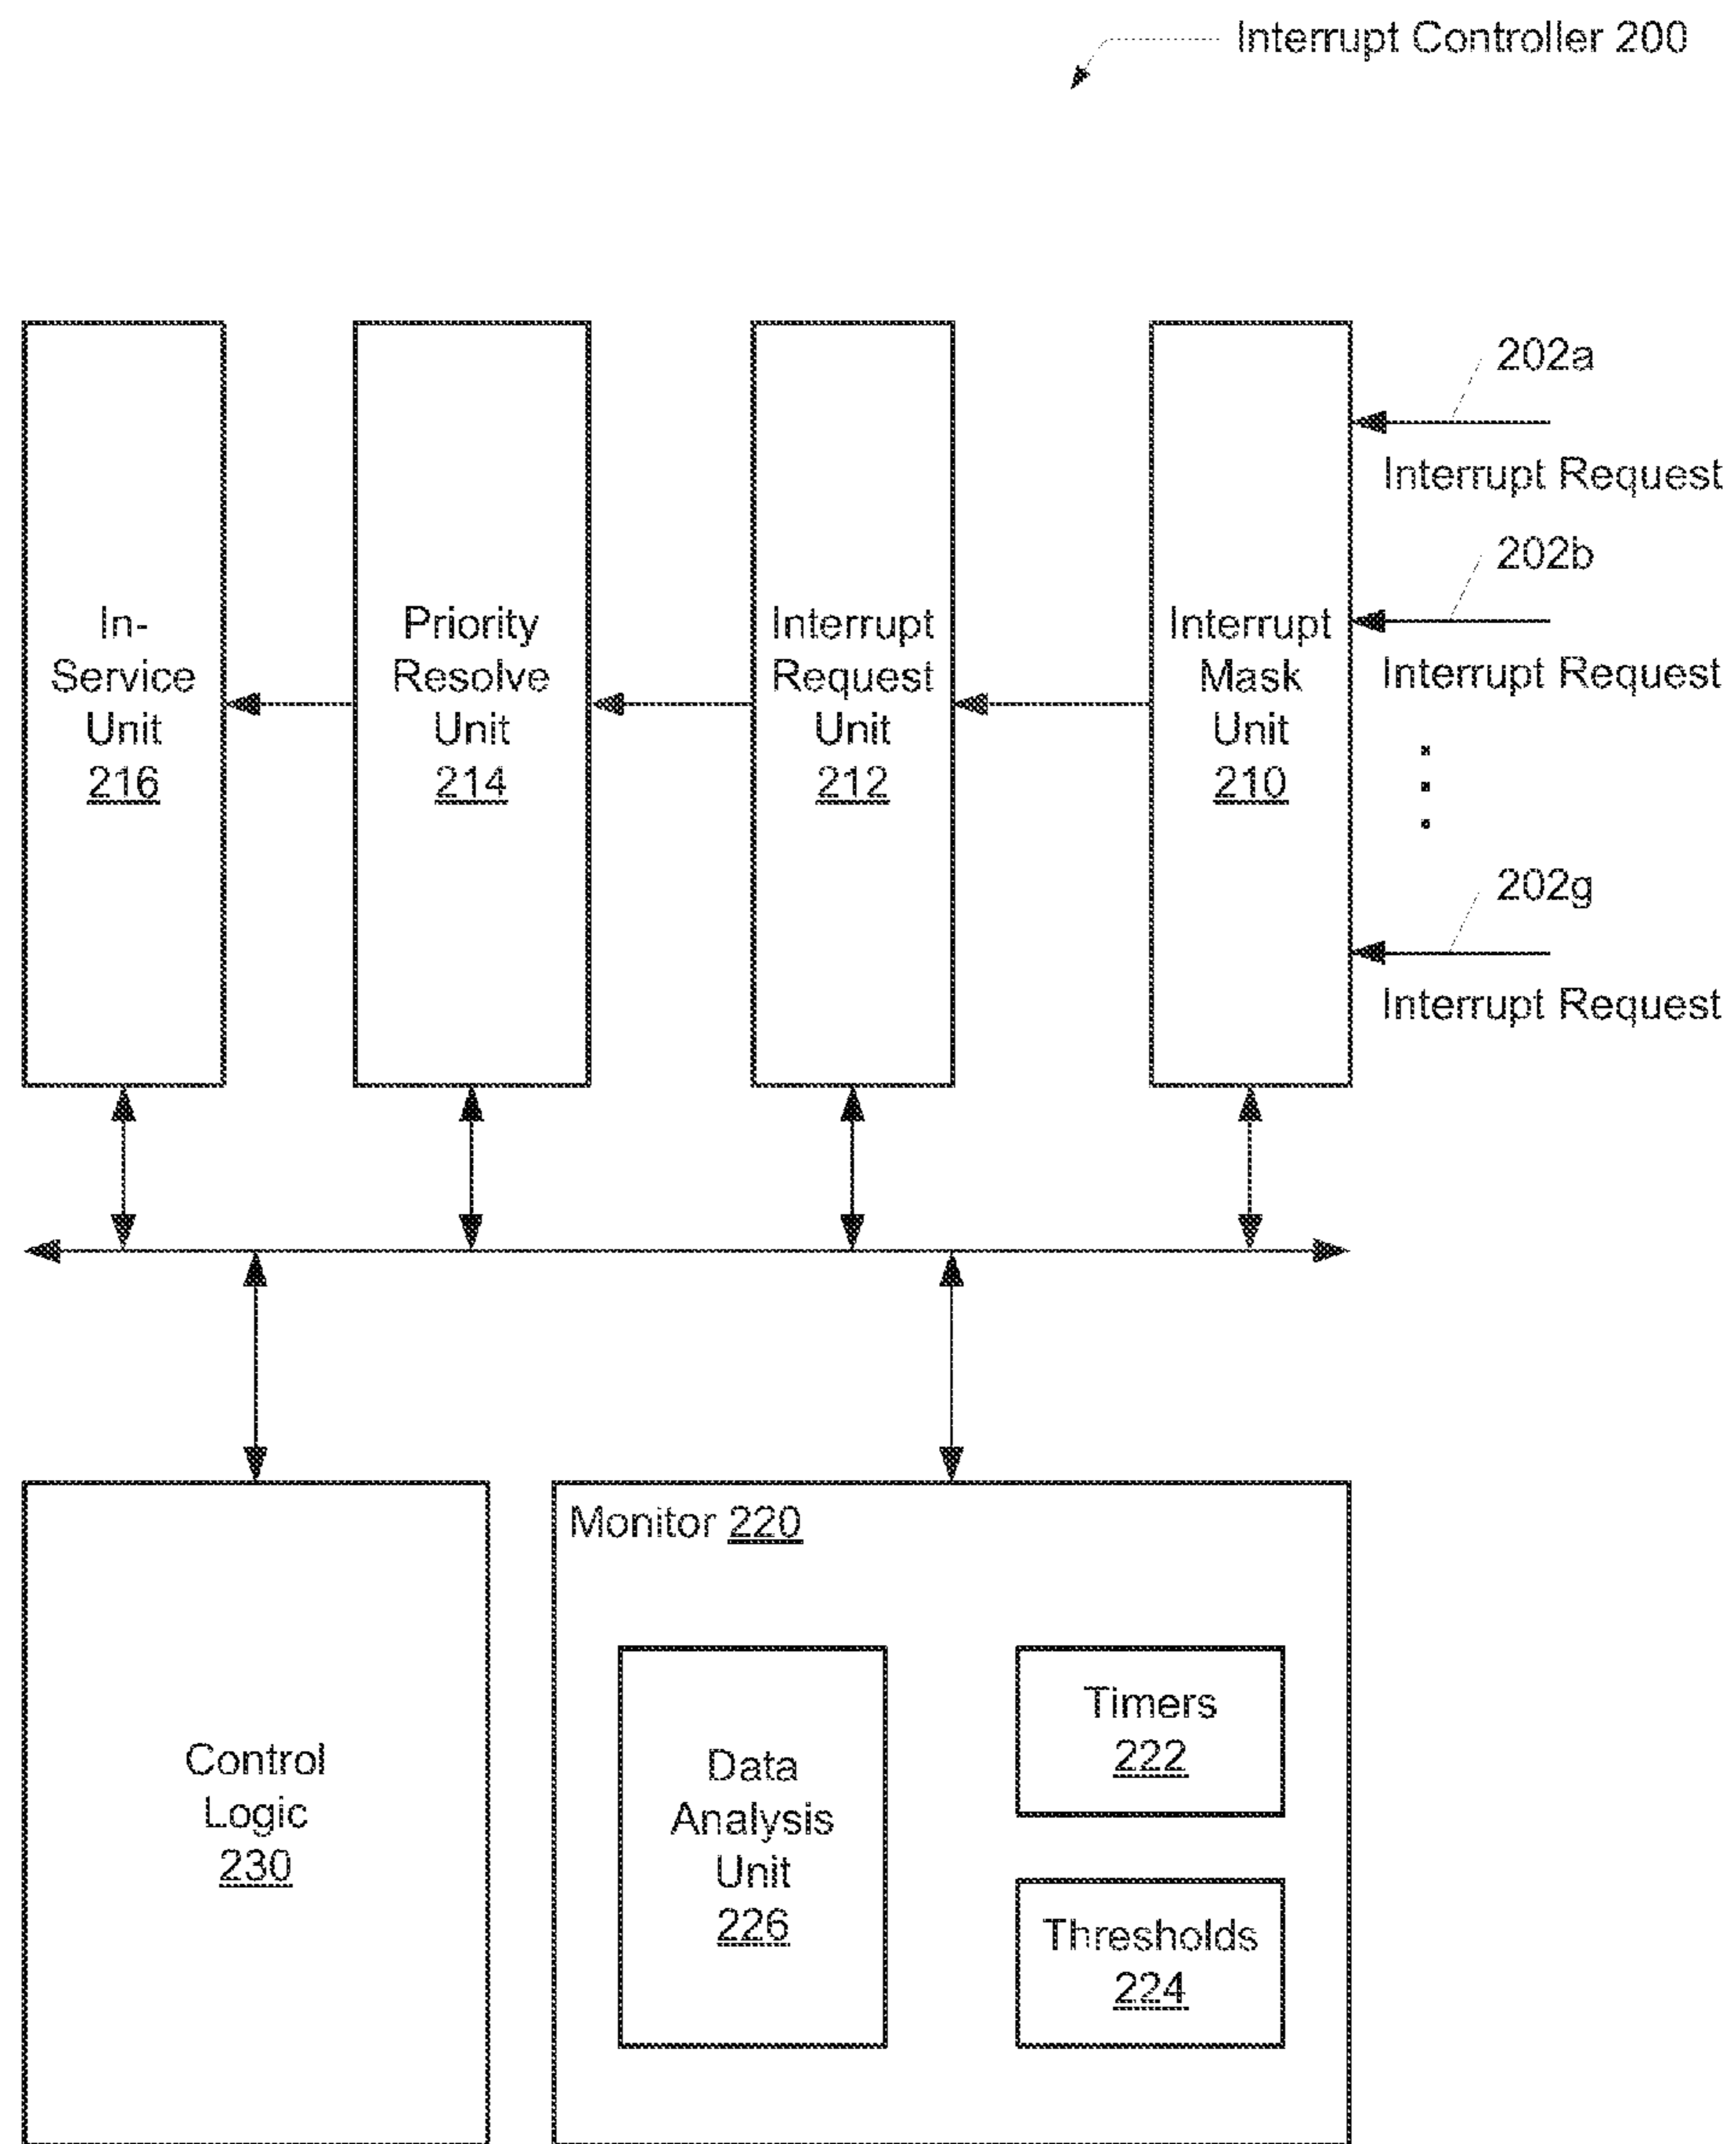 Interrupt Controller 200
202a
Interrupt Request
202b
Interrupt Request
202g
Interrupt Request
In-
Service
Unit
216
Priority
Resolve
Unit
214
Interrupt
Request
Unit
212
Interrupt
Mask
Unit
210
Control
Logic
230
Monitor 220
Data
Analysis
Unit
226
Timers
222
Thresholds
224